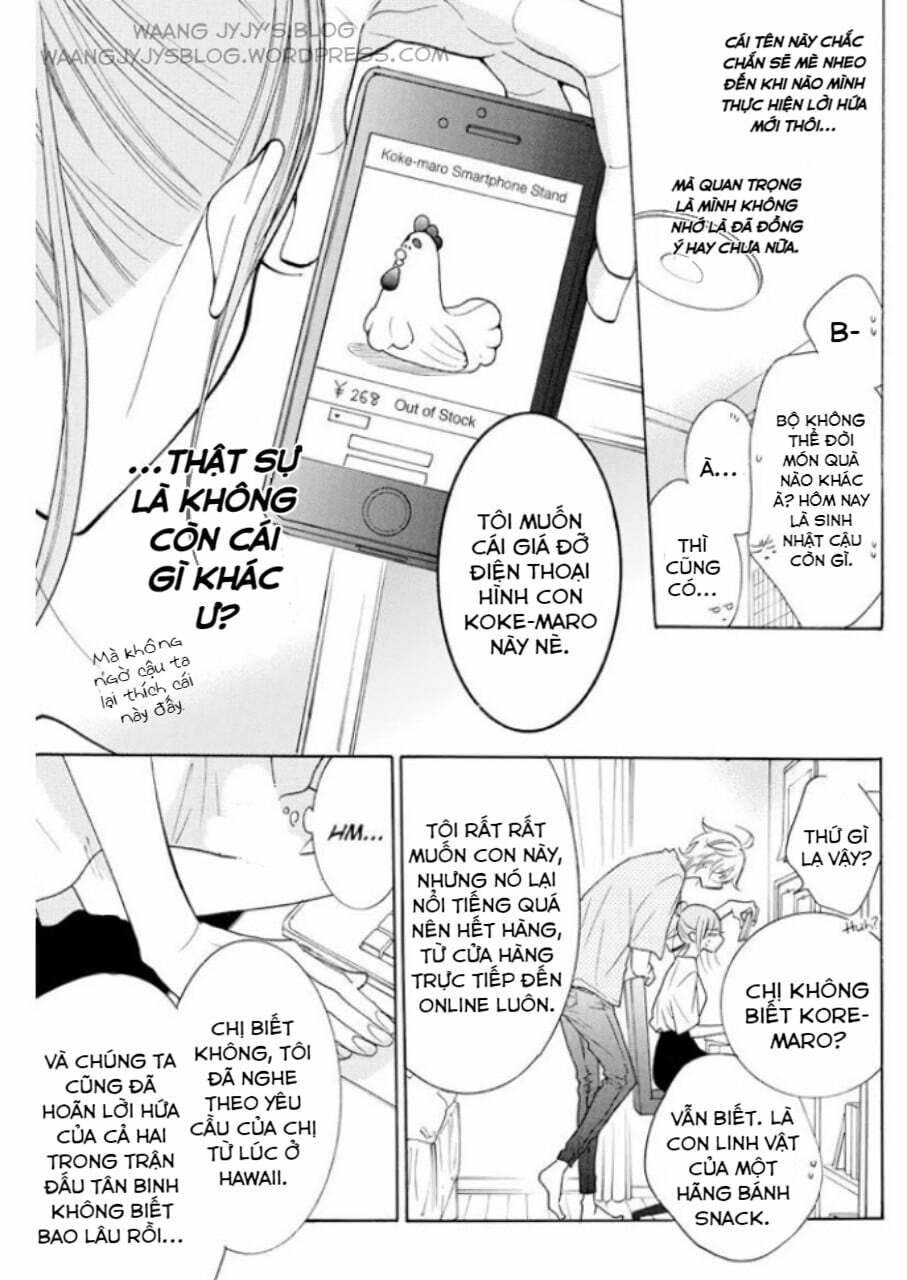 WAANG JYJY'S BLOG
WAANGJYJYSBLOG.WORDPRESS.COM
CÁI TÊN NÀY CHẮC
CHẮN SẼ MÈ NHEO
ĐẾN KHI NÀO MÌNH
THỰC HIỆN LỜI HỨA
MỚI THÔI...
MÀ QUAN TRỌNG
LÀ MÌNH KHÔNG
NHỚ LÀ ĐÃ ĐỒNG
Ý HAY CHƯA NỮA.
B-
BỘ KHÔNG
THỂ ĐỜI
MÓN QUÀ
NÀO KHÁC
À? HÔM NAY
LÀ SINH
NHẬT CẬU
CÒN GÌ.
À...
THÌ
CŨNG
CÓ...
Koke-maro Smartphone Stand
¥ 268 Out of Stock
TÔI MUỐN
CÁI GIÁ ĐỠ
ĐIỆN THOẠI
HÌNH CON
KOKE-MARO
NÀY NÈ.
...THẬT SỰ
LÀ KHÔNG
CÒN CÁI
GÌ KHÁC
Ư?
Mà không
ngờ cậu ta
lại thích cái
này đấy.
THỨ GÌ
LẠ VẬY?
Huh?
CHỊ KHÔNG
BIẾT KORE-
MARO?
VẪN BIẾT. LÀ
CON LINH VẬT
CỦA MỘT
HÃNG BÁNH
SNACK.
TÔI RẤT RẤT
MUỐN CON NÀY,
NHƯNG NÓ LẠI
NỔI TIẾNG QUÁ
NÊN HẾT HÀNG,
TỪ CỬA HÀNG
TRỰC TIẾP ĐẾN
ONLINE LUÔN.
HM...
CHỊ BIẾT
KHÔNG, TÔI
ĐÃ NGHE
THEO YÊU
CẦU CỦA CHỊ
TỪ LÚC Ở
HAWAII.
VÀ CHÚNG TA
CŨNG ĐÃ
HOÃN LỜI HỨA
CỦA CẢ HAI
TRONG TRẬN
ĐẤU TÂN BINH
KHÔNG BIẾT
BAO LÂU RỒI...